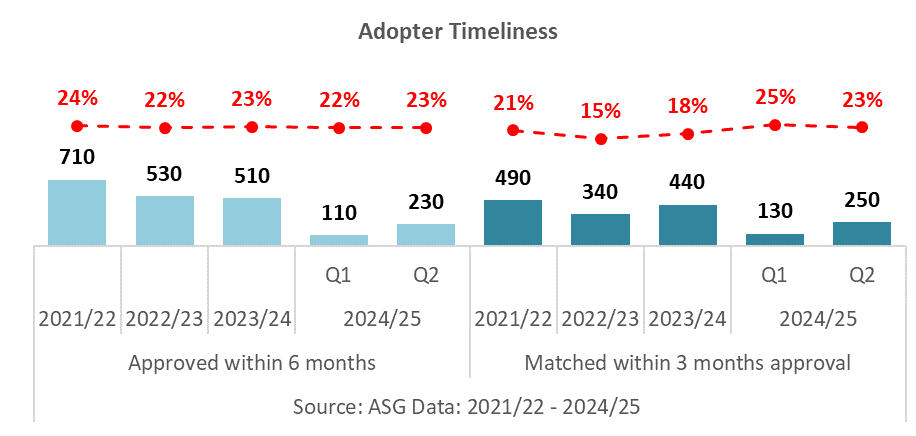 Adopter Timeliness
24% 22% 23% 22% 23% 21% 15% 18% 25% 23%
710 530 510 110 230 490 340 440 130 250
Q1 Q2 Q1 Q2
2021/22 2022/23 2023/24 2024/25 2021/22 2022/23 2023/24 2024/25
Approved within 6 months Matched within 3 months approval
Source: ASG Data: 2021/22 - 2024/25